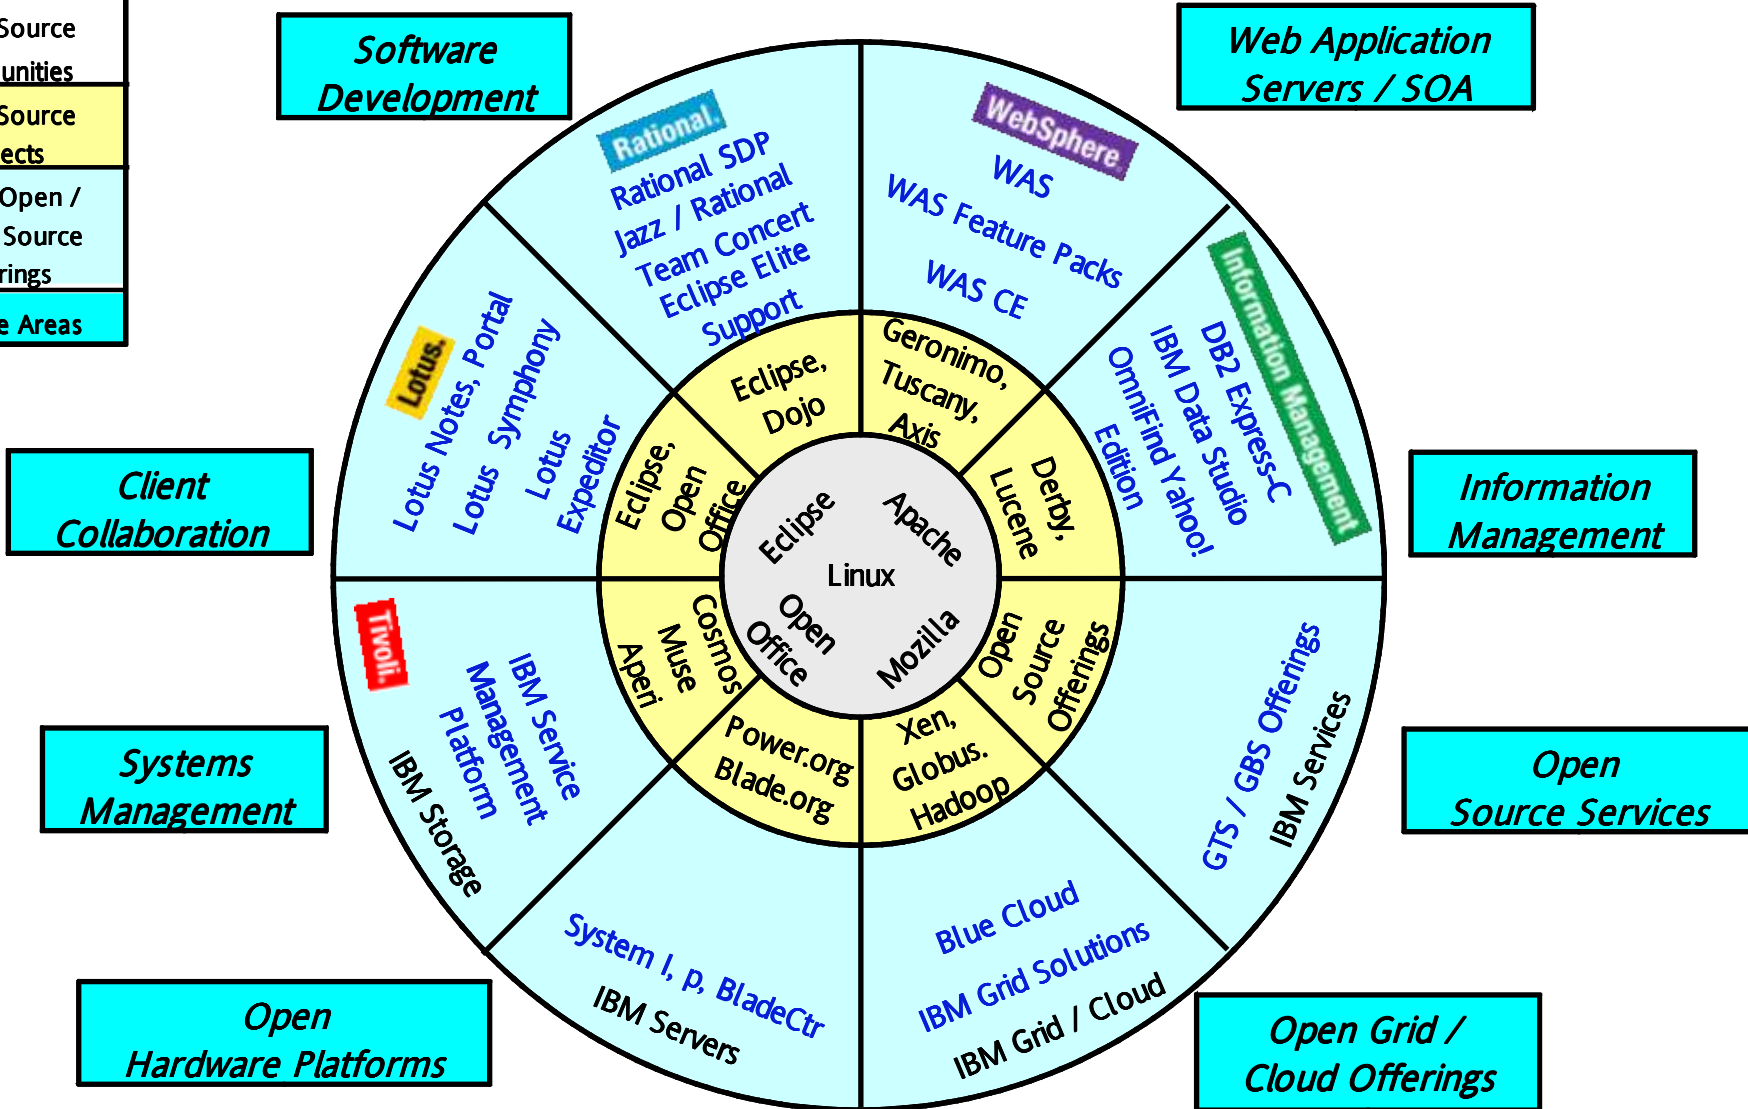 Source
unities
Source
ects
Open /
Source
rings
e Areas
Software
Development
Web Application
Servers / SOA
Client
Collaboration
Information
Management
Systems
Management
Open
Source Services
Open
Hardware Platforms
Open Grid /
Cloud Offerings
Rational.
Rational SDP
Jazz / Rational
Team Concert
Eclipse Elite
Support
WebSphere.
WAS
WAS Feature Packs
WAS CE
Information Management
DB2 Express-C
IBM Data Studio
OmniFind Yahoo!
Edition
GTS / GBS Offerings
IBM Services
Blue Cloud
IBM Grid Solutions
IBM Grid / Cloud
System I, p, BladeCtr
IBM Servers
Tivoli.
IBM Service
Management
Platform
IBM Storage
Lotus.
Lotus Notes, Portal
Lotus Symphony
Lotus
Expeditor
Eclipse,
Dojo
Geronimo,
Tuscany,
Axis
Derby,
Lucene
Open
Source
Offerings
Xen,
Globus.
Hadoop
Power.org
Blade.org
Cosmos
Muse
Aperi
Eclipse,
Open
Office
Eclipse
Apache
Linux
Open
Office
Mozilla